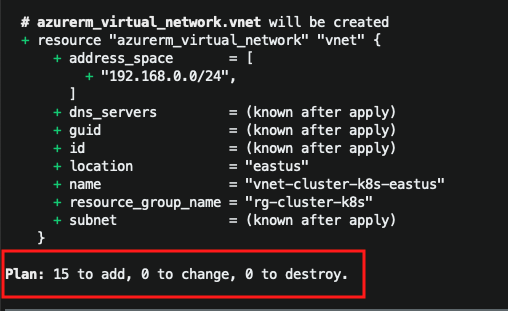 # azurerm_virtual_network.vnet will be created
+ resource "azurerm_virtual_network" "vnet" {
+ address_space = [
+ "192.168.0.0/24",
]
+ dns_servers = (known after apply)
+ guid = (known after apply)
+ id = (known after apply)
+ location = "eastus"
+ name = "vnet-cluster-k8s-eastus"
+ resource_group_name = "rg-cluster-k8s"
+ subnet = (known after apply)
}
Plan: 15 to add, 0 to change, 0 to destroy.